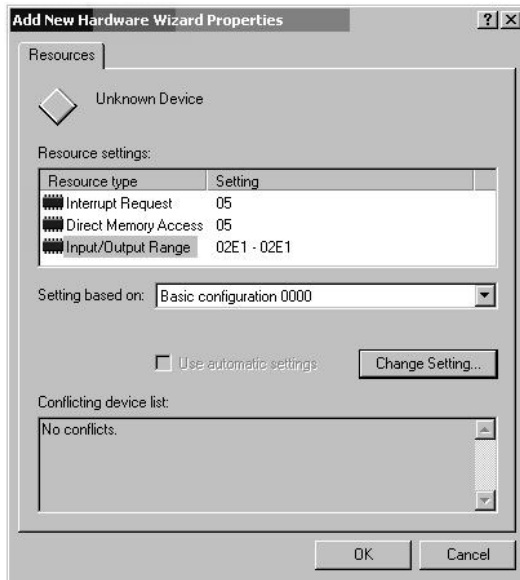 Add New Hardware Wizard Properties
Resources
Unknown Device
Resource settings:
Resource type Setting
Interrupt Request 05
Direct Memory Access 05
Input/Output Range 02E1 - 02E1
Setting based on: Basic configuration 0000
Use automatic settings Change Setting...
Conflicting device list:
No conflicts.
OK Cancel